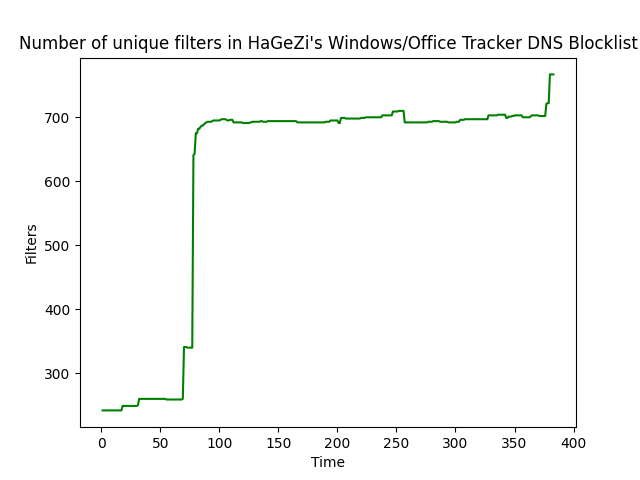 Number of unique filters in HaGeZi's Windows/Office Tracker DNS Blocklist
700
600
500
400
300
Filters
0 50 100 150 200 250 300 350 400
Time